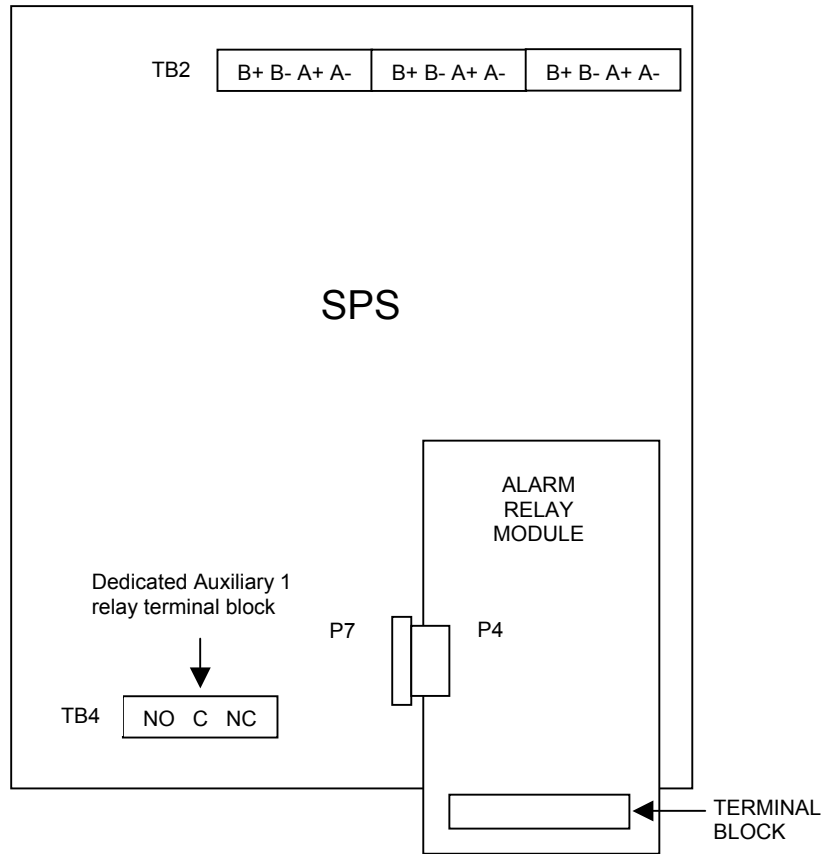 TB2
B+ B- A+ A-
B+ B- A+ A-
B+ B- A+ A-
SPS
ALARM
RELAY
MODULE
Dedicated Auxiliary 1
relay terminal block
P7
P4
TB4
NO C NC
TERMINAL
BLOCK